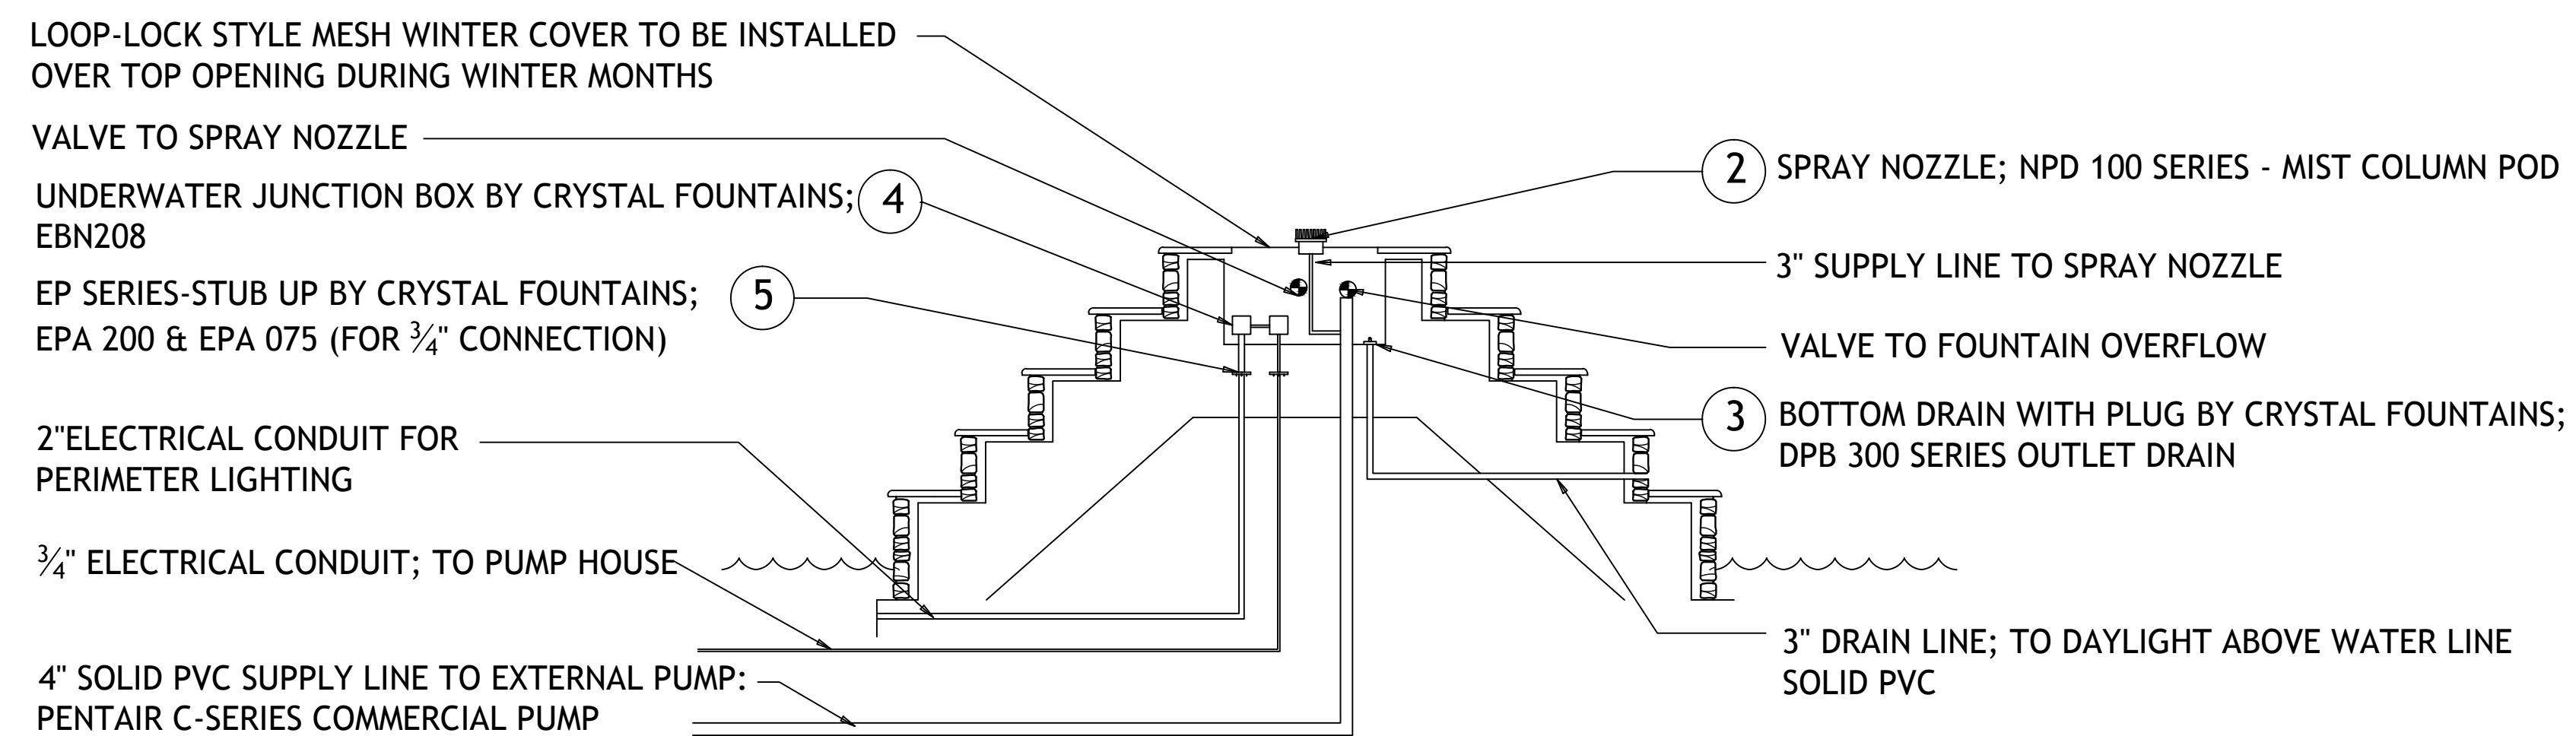 LOOP-LOCK STYLE MESH WINTER COVER TO BE INSTALLED
OVER TOP OPENING DURING WINTER MONTHS
VALVE TO SPRAY NOZZLE
UNDERWATER JUNCTION BOX BY CRYSTAL FOUNTAINS; 4
EBN208
EP SERIES-STUB UP BY CRYSTAL FOUNTAINS; 5
EPA 200 & EPA 075 (FOR ¾" CONNECTION)
2"ELECTRICAL CONDUIT FOR
PERIMETER LIGHTING
¾" ELECTRICAL CONDUIT; TO PUMP HOUSE
4" SOLID PVC SUPPLY LINE TO EXTERNAL PUMP:
PENTAIR C-SERIES COMMERCIAL PUMP
2 SPRAY NOZZLE; NPD 100 SERIES - MIST COLUMN POD
3" SUPPLY LINE TO SPRAY NOZZLE
VALVE TO FOUNTAIN OVERFLOW
3 BOTTOM DRAIN WITH PLUG BY CRYSTAL FOUNTAINS;
DPB 300 SERIES OUTLET DRAIN
3" DRAIN LINE; TO DAYLIGHT ABOVE WATER LINE
SOLID PVC